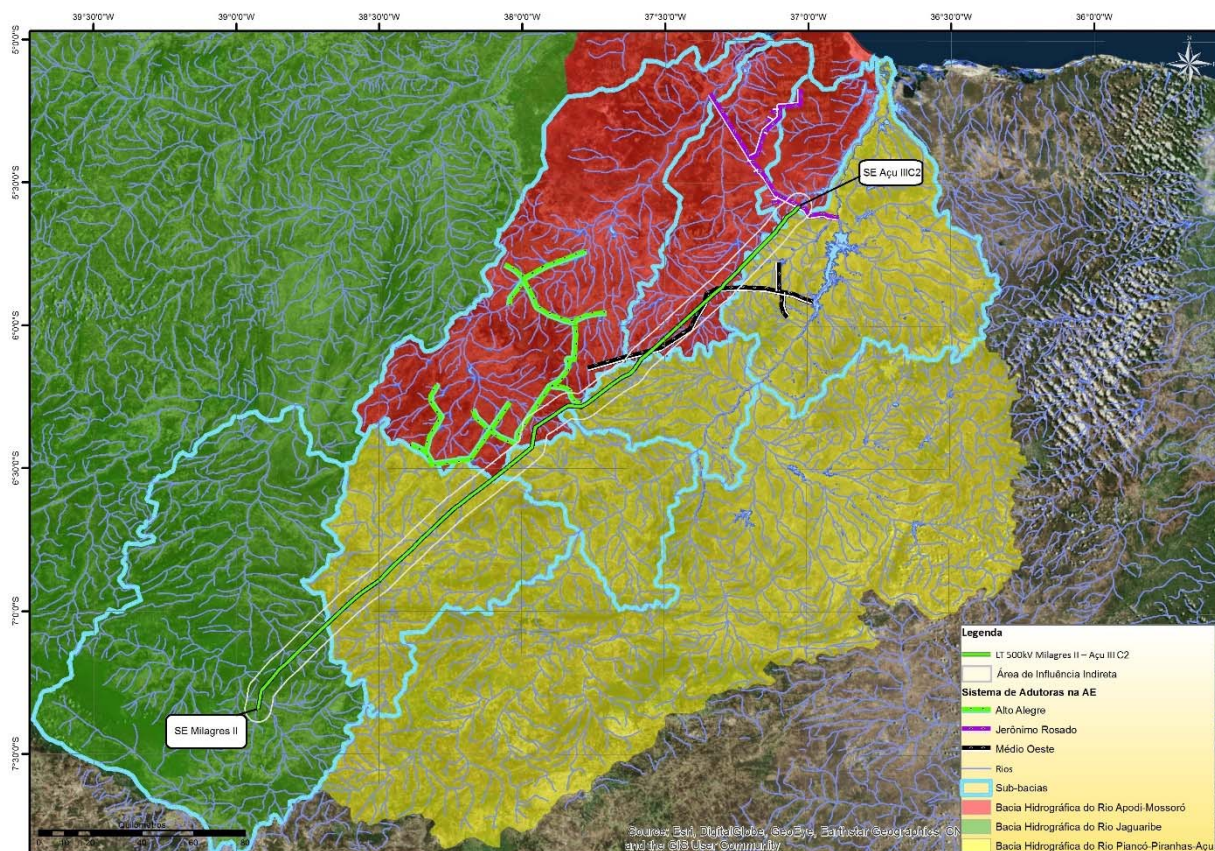 39°30'0"W 39°0'0"W 38°30'0"W 38°0'0"W 37°30'0"W 37°0'0"W 36°30'0"W 36°0'0"W
5°0'0"S
5°30'0"S
6°0'0"S
6°30'0"S
7°0'0"S
7°30'0"S
SE Açu IIIC2
SE Milagres II
Legenda
LT 500kV Milagres II – Açu III C2
Área de Influência Indireta
Sistema de Adutoras na AE
Alto Alegre
Jerônimo Rosado
Médio Oeste
Rios
Sub-bacias
Bacia Hidrográfica do Rio Apodí-Mossoró
Bacia Hidrográfica do Rio Jaguaribe
Bacia Hidrográfica do Rio Piancó-Piranhas-Açu
Quilômetros
Source: Esri, DigitalGlobe, GeoEye, Earthstar Geographics, CN
and the GIS User Community